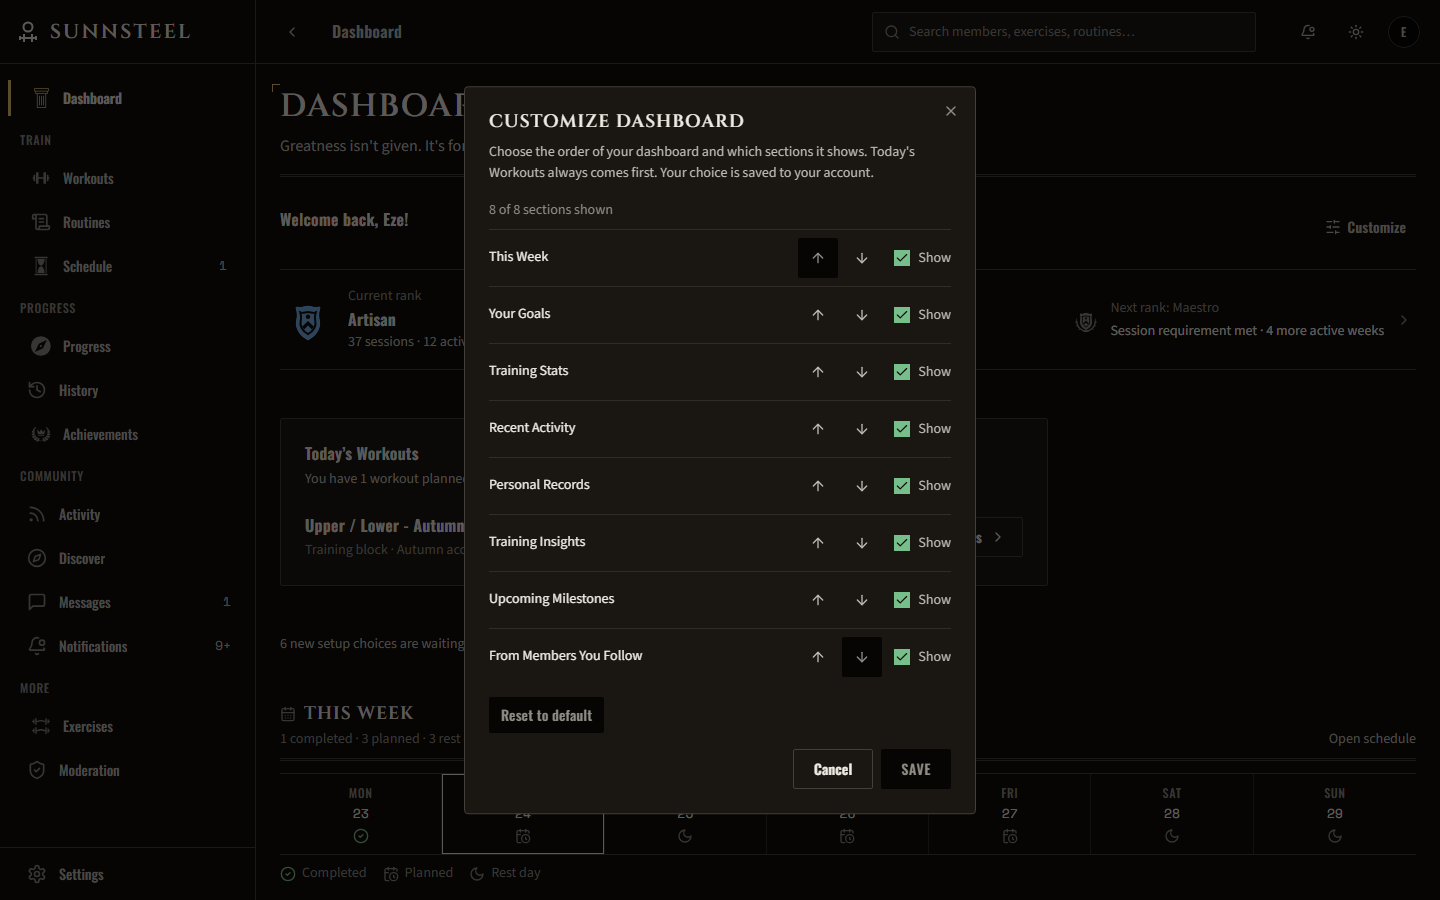 SUNNSTEEL
Dashboard
Search members, exercises, routines...
E
Dashboard
TRAIN
Workouts
Routines
Schedule 1
PROGRESS
Progress
History
Achievements
COMMUNITY
Activity
Discover
Messages 1
Notifications 9+
MORE
Exercises
Moderation
Settings
Greatness isn't given. It's
Welcome back, Eze!
Customize
Current rank
Artisan
37 sessions · 12
Next rank: Maestro
Session requirement met · 4 more active weeks
Today's Workouts
You have 1 workout planned
Upper / Lower - Autumn
Training block · Autumn
6 new setup choices are waiting
THIS WEEK
1 completed · 3 planned · 3 rest
Open schedule
MON
23
24
FRI
27
SAT
28
SUN
29
Completed
Planned
Rest day
CUSTOMIZE DASHBOARD
Choose the order of your dashboard and which sections it shows. Today's
Workouts always comes first. Your choice is saved to your account.
8 of 8 sections shown
This Week Show
Your Goals Show
Training Stats Show
Recent Activity Show
Personal Records Show
Training Insights Show
Upcoming Milestones Show
From Members You Follow Show
Reset to default
Cancel
SAVE